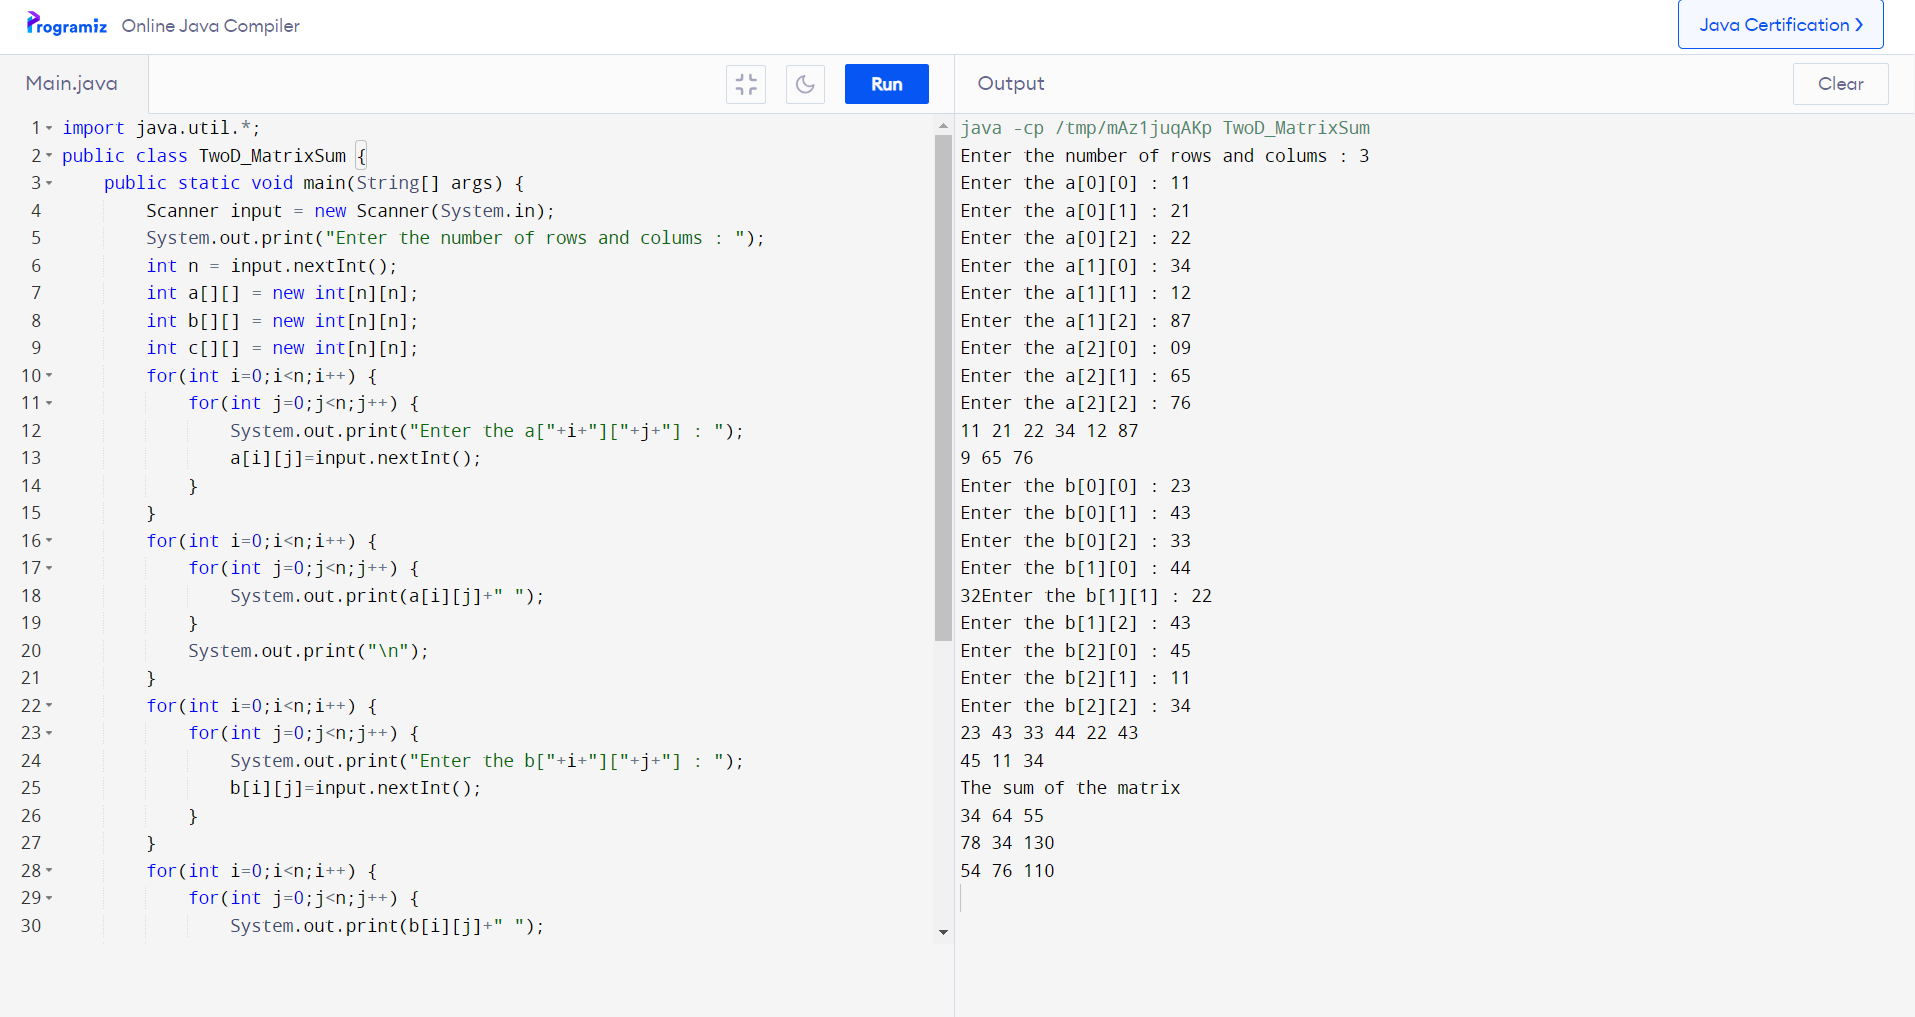 Programiz Online Java Compiler
Java Certification
Main.java
Run
Output
Clear
1 import java.util.*;
2 public class TwoD_MatrixSum {
3 public static void main(String[] args) {
4 Scanner input = new Scanner(System.in);
5 System.out.print("Enter the number of rows and colums : ");
6 int n = input.nextInt();
7 int a[][] = new int[n][n];
8 int b[][] = new int[n][n];
9 int c[][] = new int[n][n];
10 for(int i=0;i<n;i++) {
11 for(int j=0;j<n;j++) {
12 System.out.print("Enter the a["+i+"]["+j+"] : ");
13 a[i][j]=input.nextInt();
14 }
15 }
16 for(int i=0;i<n;i++) {
17 for(int j=0;j<n;j++) {
18 System.out.print(a[i][j]+" ");
19 }
20 System.out.print("\n");
21 }
22 for(int i=0;i<n;i++) {
23 for(int j=0;j<n;j++) {
24 System.out.print("Enter the b["+i+"]["+j+"] : ");
25 b[i][j]=input.nextInt();
26 }
27 }
28 for(int i=0;i<n;i++) {
29 for(int j=0;j<n;j++) {
30 System.out.print(b[i][j]+" ");
java -cp /tmp/mAz1juqAKp TwoD_MatrixSum
Enter the number of rows and colums : 3
Enter the a[0][0] : 11
Enter the a[0][1] : 21
Enter the a[0][2] : 22
Enter the a[1][0] : 34
Enter the a[1][1] : 12
Enter the a[1][2] : 87
Enter the a[2][0] : 09
Enter the a[2][1] : 65
Enter the a[2][2] : 76
11 21 22 34 12 87
9 65 76
Enter the b[0][0] : 23
Enter the b[0][1] : 43
Enter the b[0][2] : 33
Enter the b[1][0] : 44
32Enter the b[1][1] : 22
Enter the b[1][2] : 43
Enter the b[2][0] : 45
Enter the b[2][1] : 11
Enter the b[2][2] : 34
23 43 33 44 22 43
45 11 34
The sum of the matrix
34 64 55
78 34 130
54 76 110